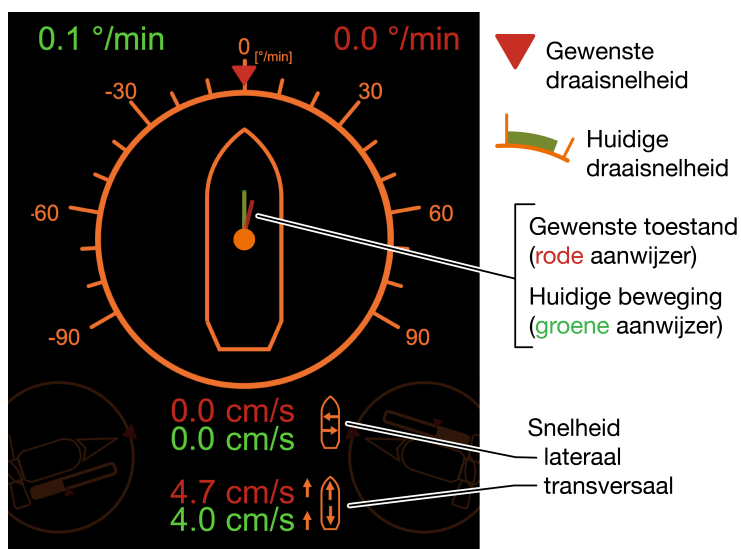 0.1 °/min
0.0 °/min
0
[°/min]
-30
30
-60
60
-90
90
0.0 cm/s
0.0 cm/s
4.7 cm/s
4.0 cm/s
Gewenste
draaisnelheid
Huidige
draaisnelheid
Gewenste toestand
(rode aanwijzer)
Huidige beweging
(groene aanwijzer)
Snelheid
lateraal
transversaal